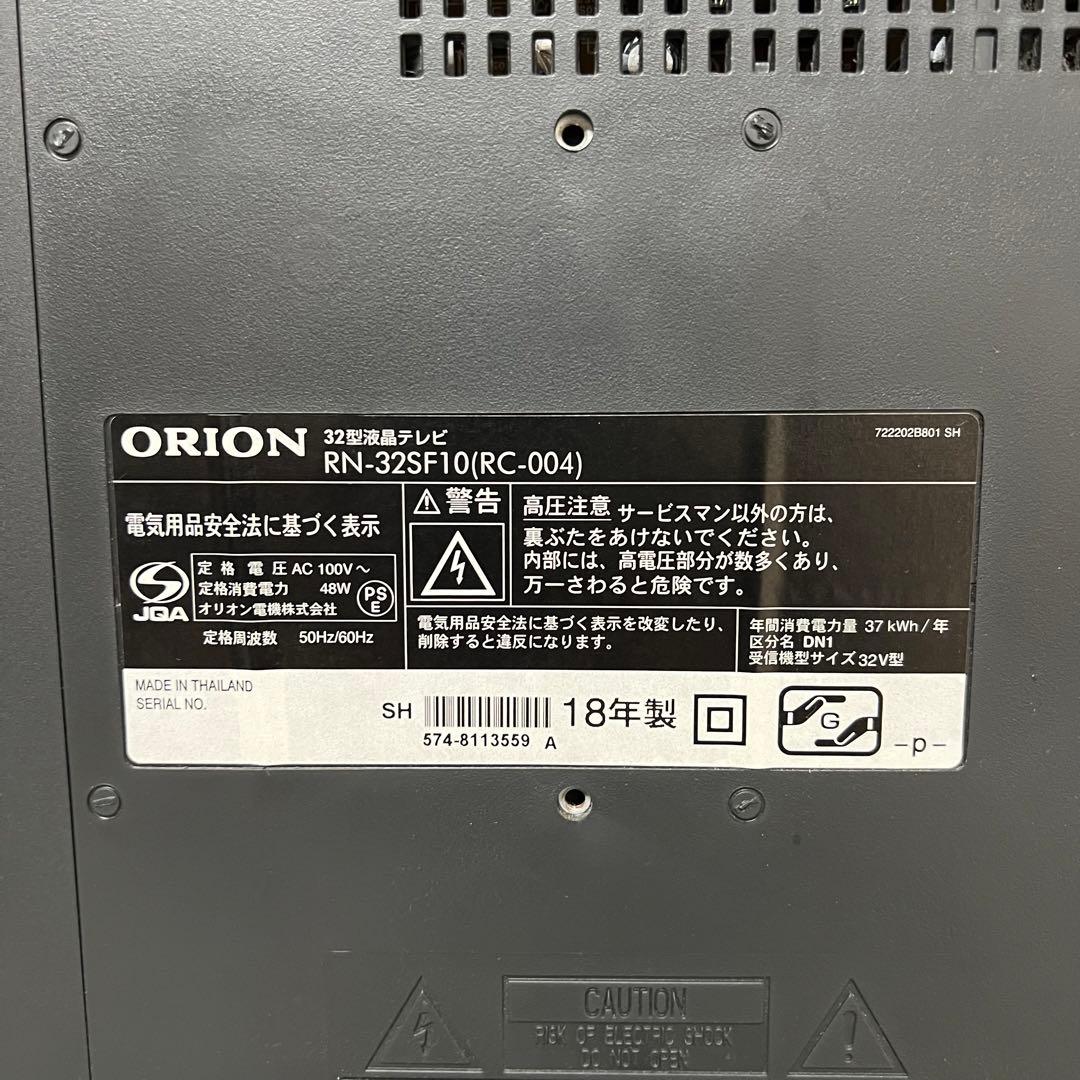 ORION 32型液晶テレビ
RN-32SF10(RC-004)
722202B801 SH
電気用品安全法に基づく表示
JQA
定格電圧 AC 100V～
定格消費電力 48W
オリオン電機株式会社
PS
E
定格周波数 50Hz/60Hz
警告
高圧注意 サービスマン以外の方は、
裏ぶたをあけないでください。
内部には、高電圧部分が数多くあり、
万一さわると危険です。
電気用品安全法に基づく表示を改変したり、
削除すると違反になります。
年間消費電力量 37 kWh/年
区分名 DN1
受信機型サイズ 32V型
MADE IN THAILAND
SERIAL NO.
SH
574-8113559 A
18年製
G
-p-
CAUTION
RISK OF ELECTRIC SHOCK
DO NOT OPEN